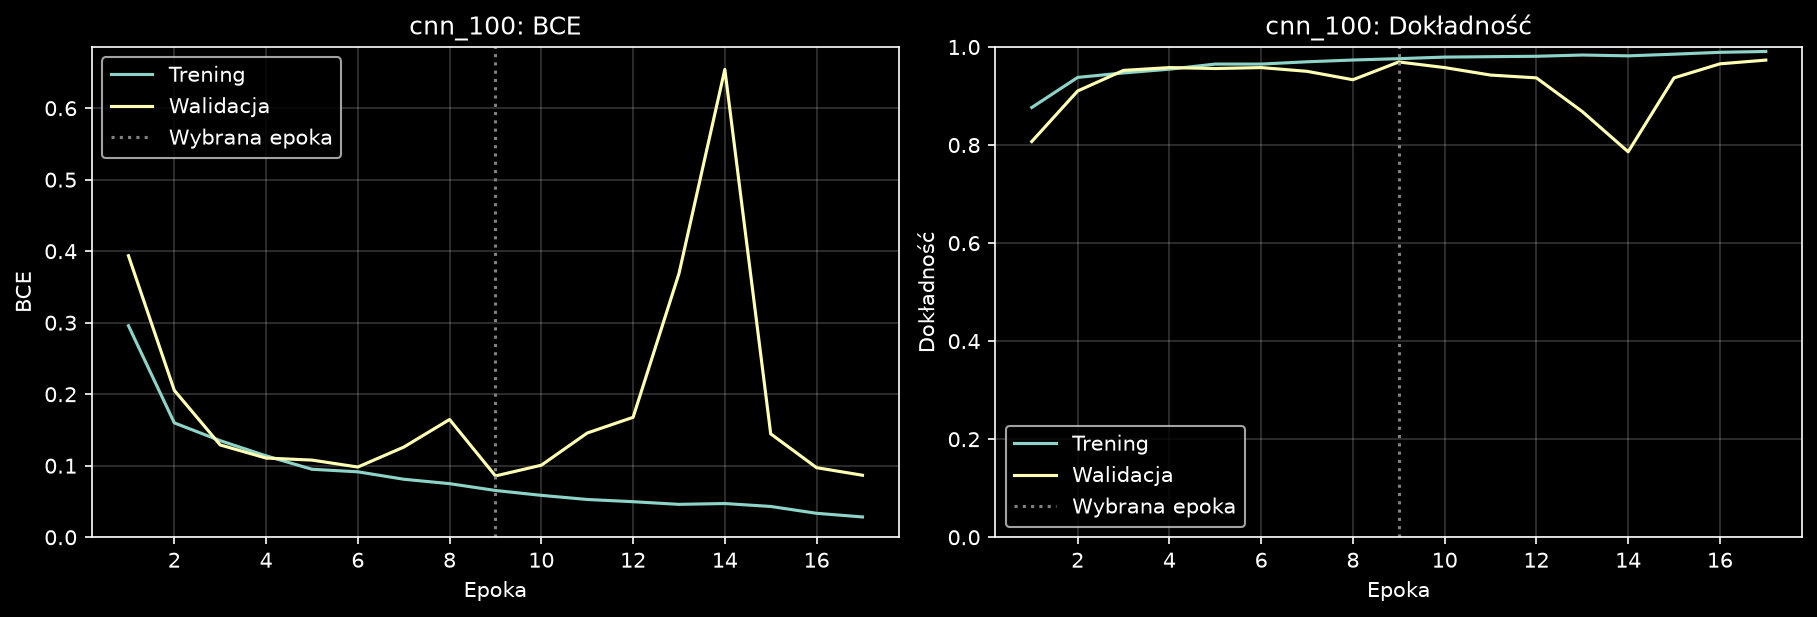 cnn_100: BCE
Trening
Walidacja
Wybrana epoka
BCE
0.6
0.5
0.4
0.3
0.2
0.1
0.0
2 4 6 8 10 12 14 16
Epoka
cnn_100: Dokładność
Dokładność
1.0
0.8
0.6
0.4
0.2
0.0
Trening
Walidacja
Wybrana epoka
2 4 6 8 10 12 14 16
Epoka